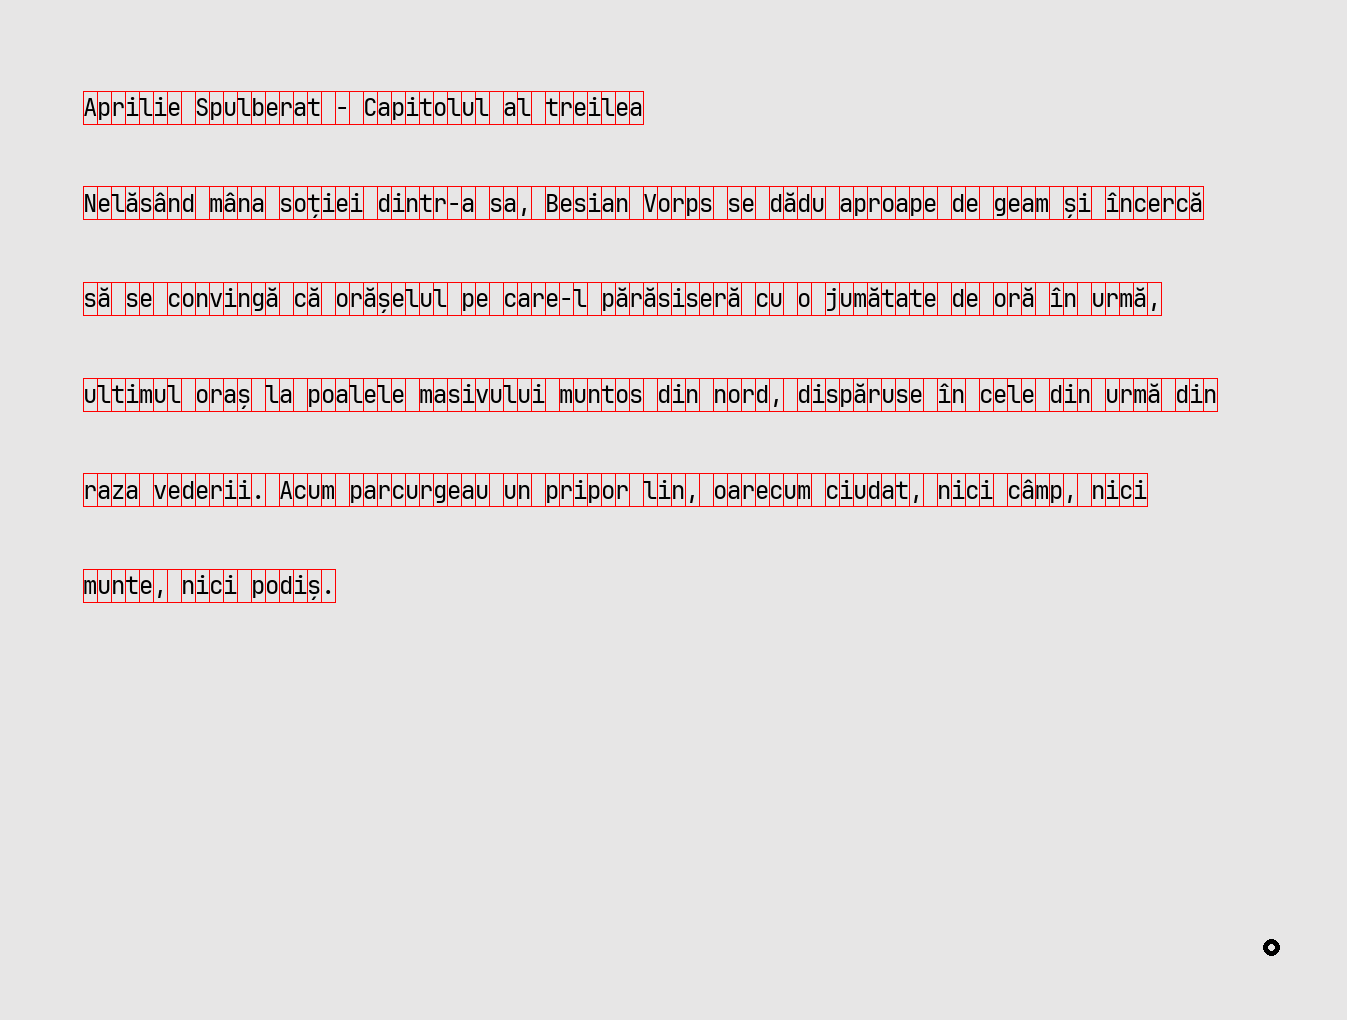 Aprilie Spulberat - Capitolul al treilea
Nelăsând mâna soției dintr-a sa, Besian Vorps se dădu aproape de geam și încercă
să se convingă că orășelul pe care-l părăsiseră cu o jumătate de oră în urmă,
ultimul oraș la poalele masivului muntos din nord, dispăruse în cele din urmă din
raza vederii. Acum parcurgeau un pripor lin, oarecum ciudat, nici câmp, nici
munte, nici podiș.